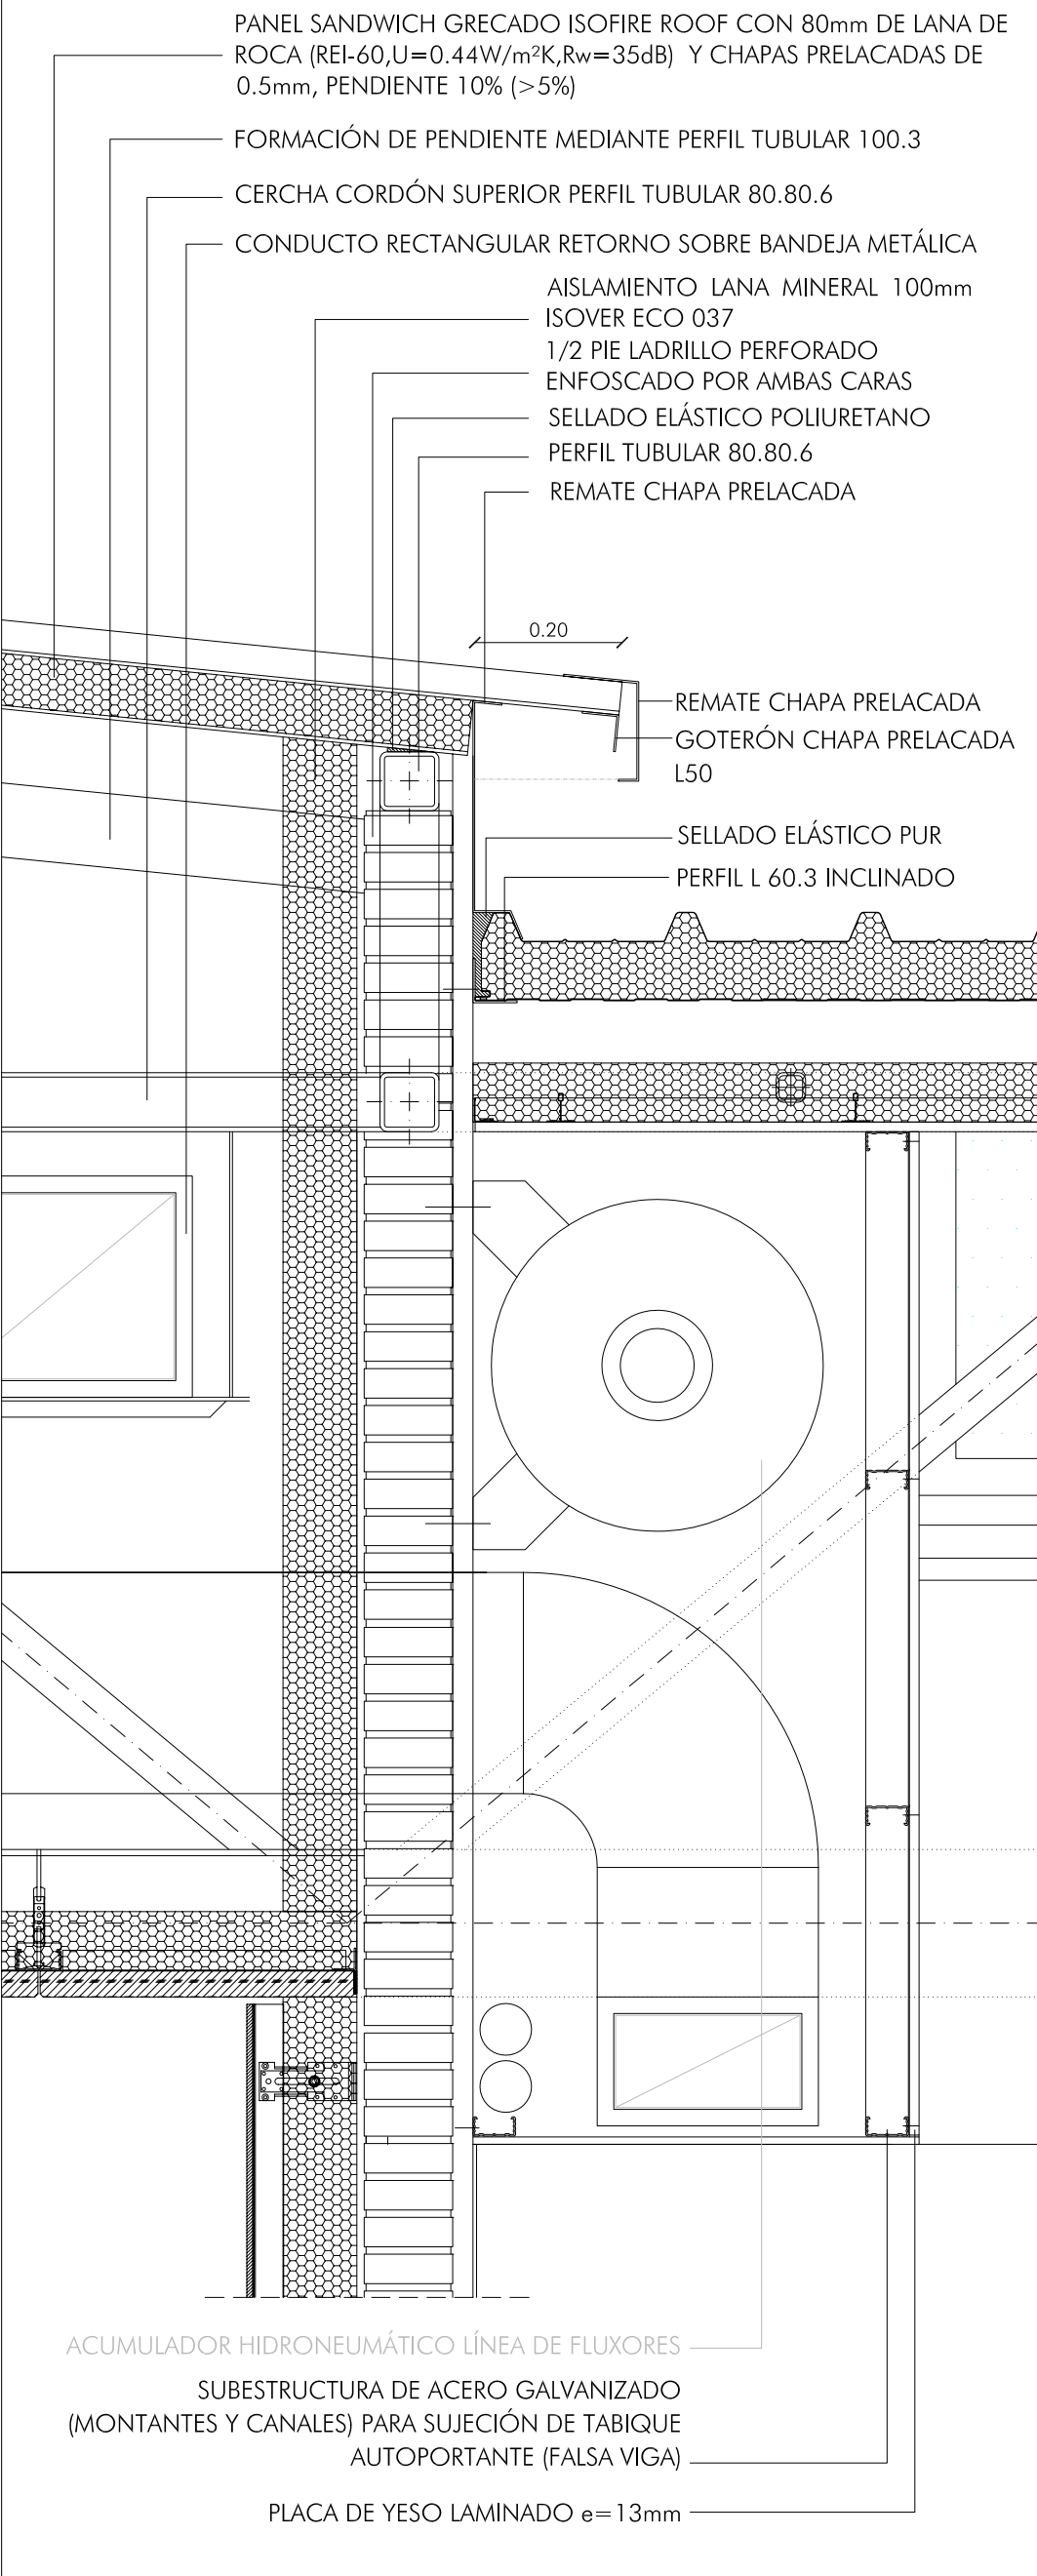 PANEL SANDWICH GRECADO ISOFIRE ROOF CON 80mm DE LANA DE
ROCA (REI-60,U=0.44W/m²K,Rw=35dB) Y CHAPAS PRELACADAS DE
0.5mm, PENDIENTE 10% (>5%)
FORMACIÓN DE PENDIENTE MEDIANTE PERFIL TUBULAR 100.3
CERCHA CORDÓN SUPERIOR PERFIL TUBULAR 80.80.6
CONDUCTO RECTANGULAR RETORNO SOBRE BANDEJA METÁLICA
AISLAMIENTO LANA MINERAL 100mm
ISOVER ECO 037
1/2 PIE LADRILLO PERFORADO
ENFOSCADO POR AMBAS CARAS
SELLADO ELÁSTICO POLIURETANO
PERFIL TUBULAR 80.80.6
REMATE CHAPA PRELACADA
0.20
REMATE CHAPA PRELACADA
GOTERÓN CHAPA PRELACADA
L50
SELLADO ELÁSTICO PUR
PERFIL L 60.3 INCLINADO
ACUMULADOR HIDRONEUMÁTICO LÍNEA DE FLUXORES
SUBESTRUCTURA DE ACERO GALVANIZADO
(MONTANTES Y CANALES) PARA SUJECIÓN DE TABIQUE
AUTOPORTANTE (FALSA VIGA)
PLACA DE YESO LAMINADO e=13mm